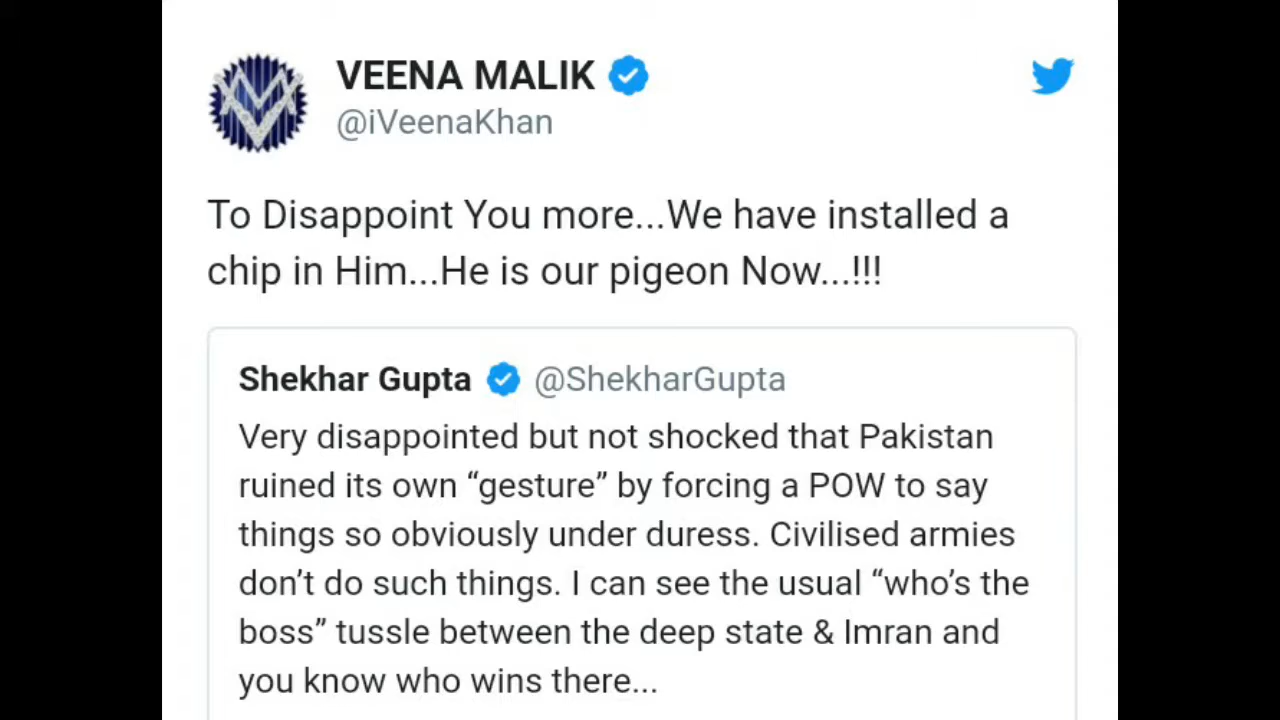 VEENA MALIK
@iVeenaKhan
To Disappoint You more...We have installed a
chip in Him...He is our pigeon Now...!!!
Shekhar Gupta @ShekharGupta
Very disappointed but not shocked that Pakistan
ruined its own “gesture” by forcing a POW to say
things so obviously under duress. Civilised armies
don’t do such things. I can see the usual “who’s the
boss” tussle between the deep state & Imran and
you know who wins there...